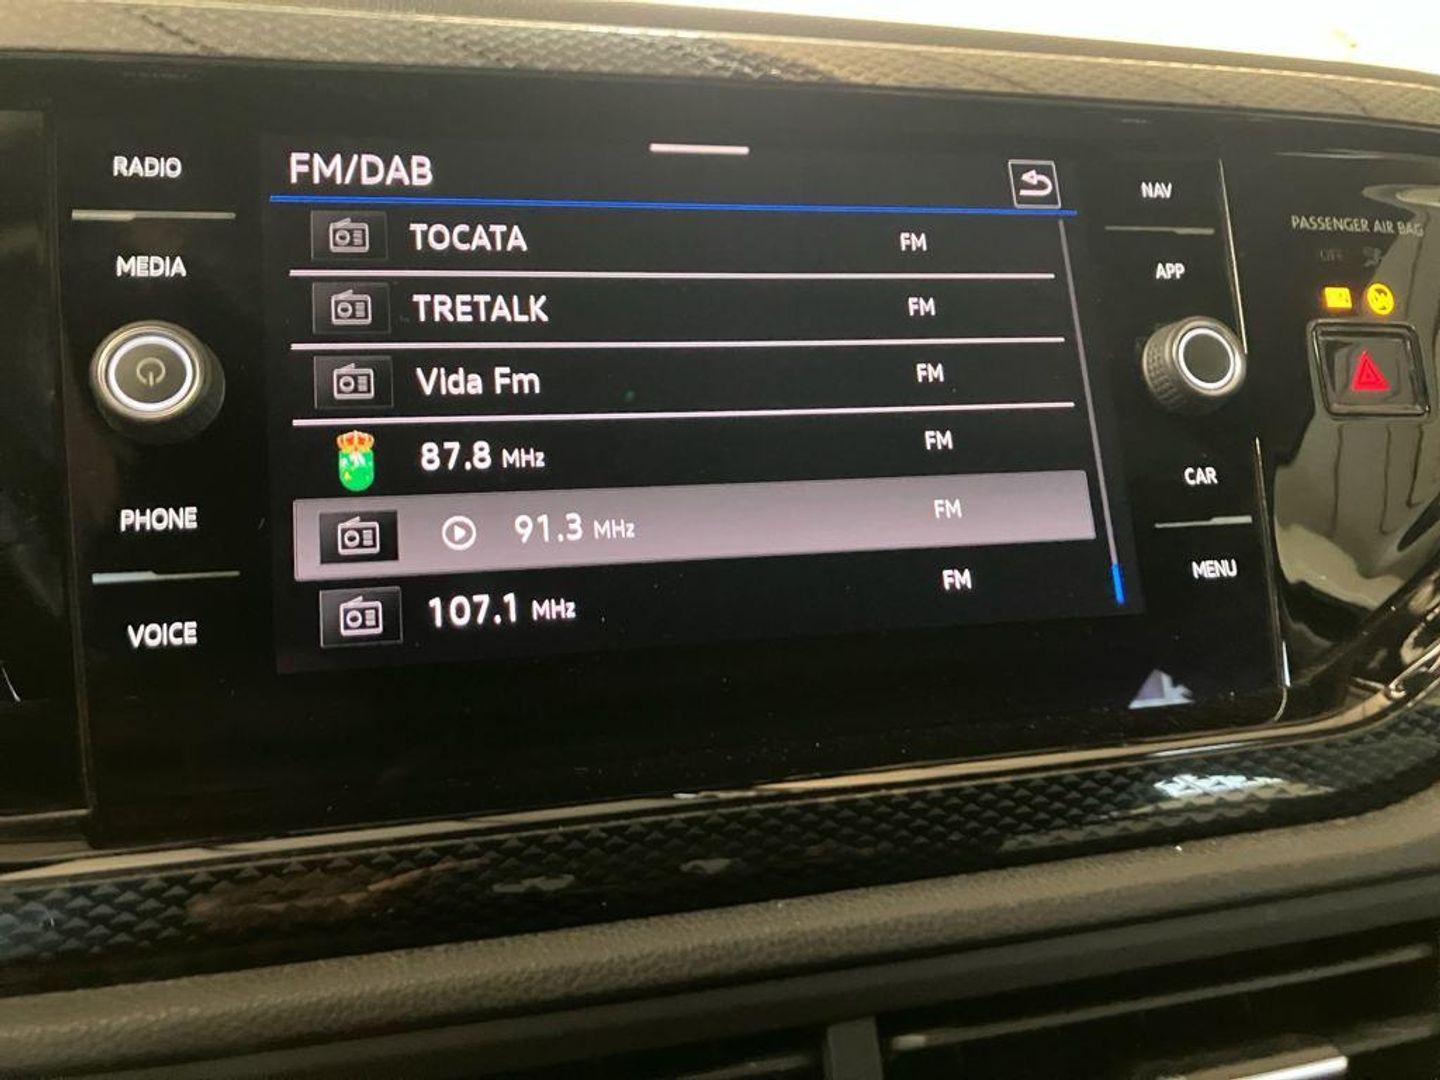 RADIO
MEDIA
PHONE
VOICE
FM/DAB
TOCATA FM
TRETALK FM
Vida Fm FM
87.8 MHz FM
91.3 MHz FM
107.1 MHz FM
NAV
APP
CAR
MENU
PASSENGER AIR BAG
OFF